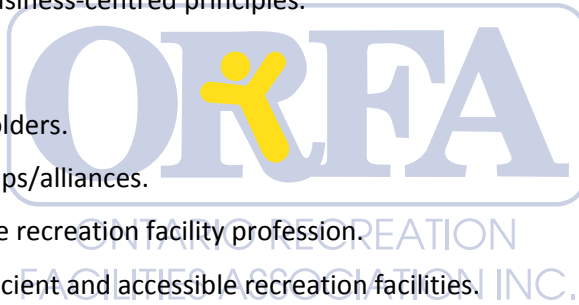 usiness-centred principles.
ORFA
olders.
ps/alliances.
e recreation facility profession.
ONTARIO RECREATION
cient and accessible recreation facilities.
FACILITIES ASSOCIATION INC.